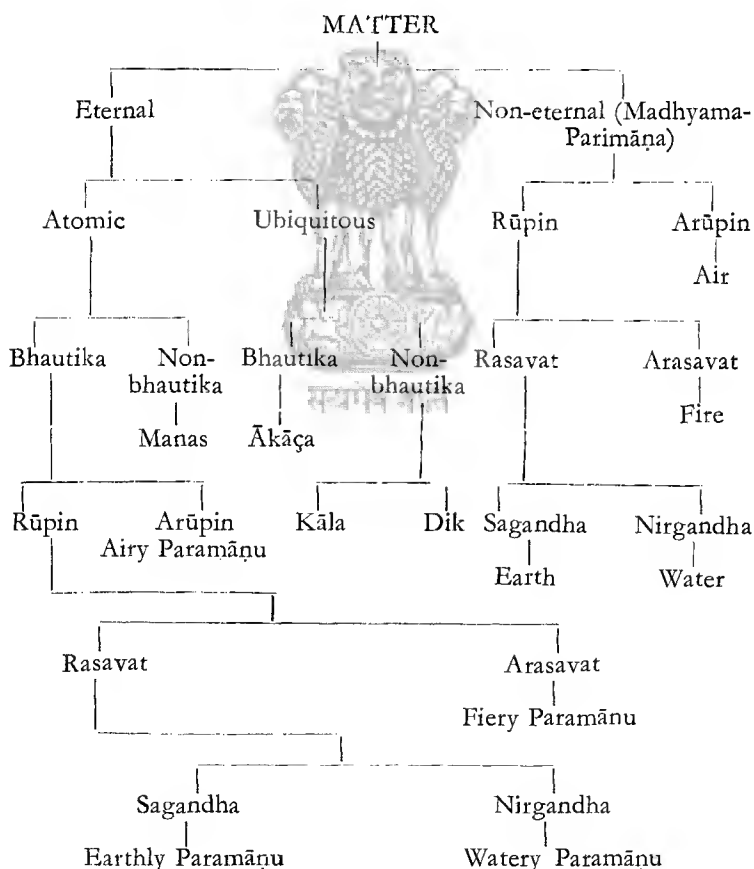 MATTER
Eternal Non-eternal (Madhyama-
Parimāṇa)
Atomic Ubiquitous Rūpin Arūpin
Air
Bhautika Non- Bhautika Non- Rasavat Arasavat
bhautika bhautika
Fire
Manas Ākāça
Rūpin Arūpin Kāla Dik Sagandha Nirgandha
Airy Paramāṇu
Earth Water
Rasavat Arasavat
Fiery Paramānu
Sagandha Nirgandha
Earthly Paramāṇu Watery Paramāṇu